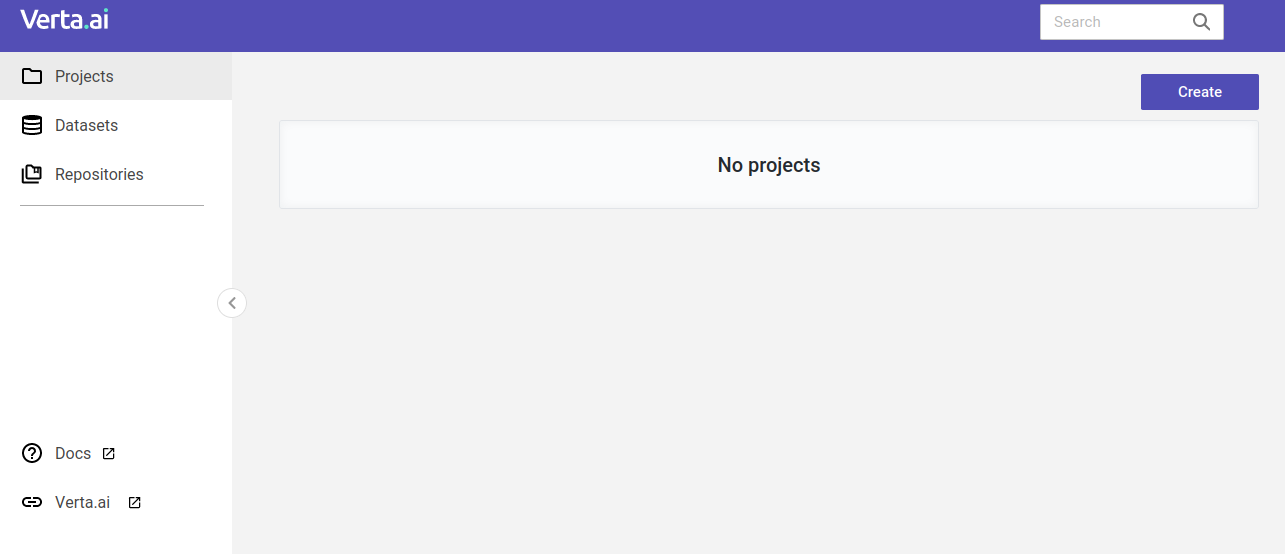 Verta.ai
Search
Projects
Datasets
Repositories
Create
No projects
Docs
Verta.ai